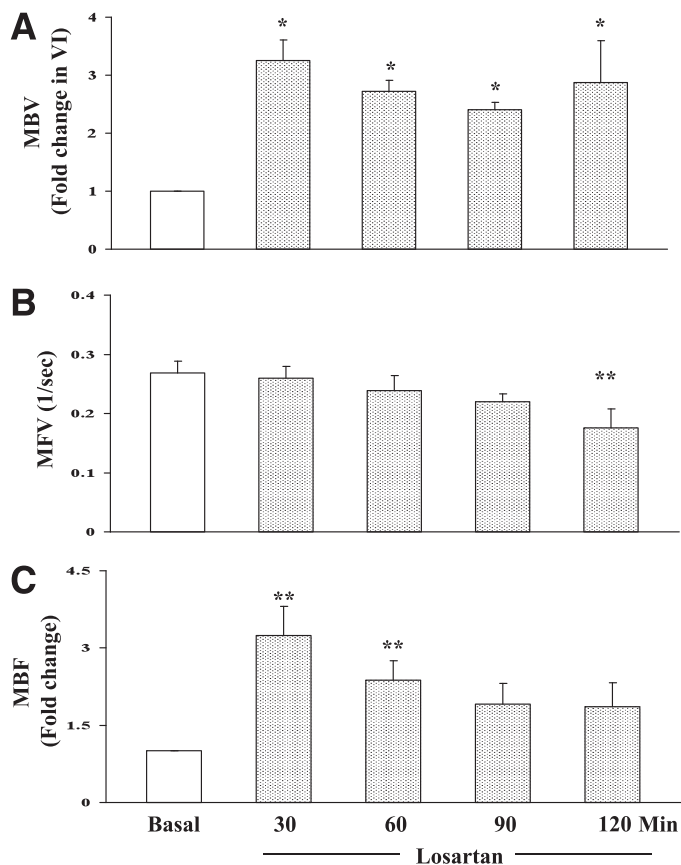 A
MBV
(Fold change in VI)
4
3
2
1
0
*
*
*
*
B
MFV (1/sec)
0.4
0.3
0.2
0.1
0
**
C
MBF
(Fold change)
4.5
3
1.5
0
**
**
Basal 30 60 90 120 Min
Losartan